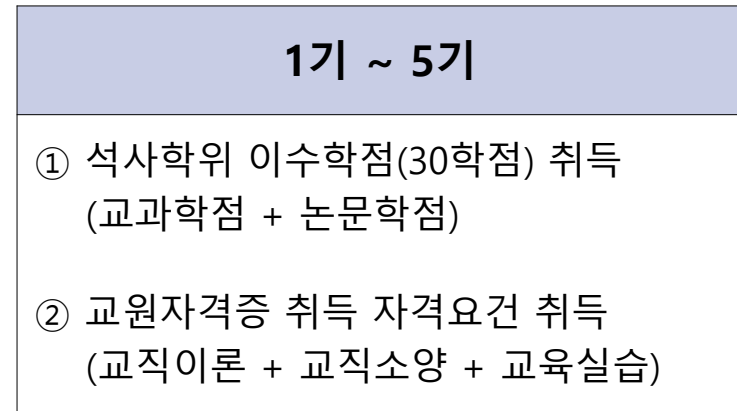 1기 ~ 5기
① 석사학위 이수학점(30학점) 취득
(교과학점 + 논문학점)
② 교원자격증 취득 자격요건 취득
(교직이론 + 교직소양 + 교육실습)